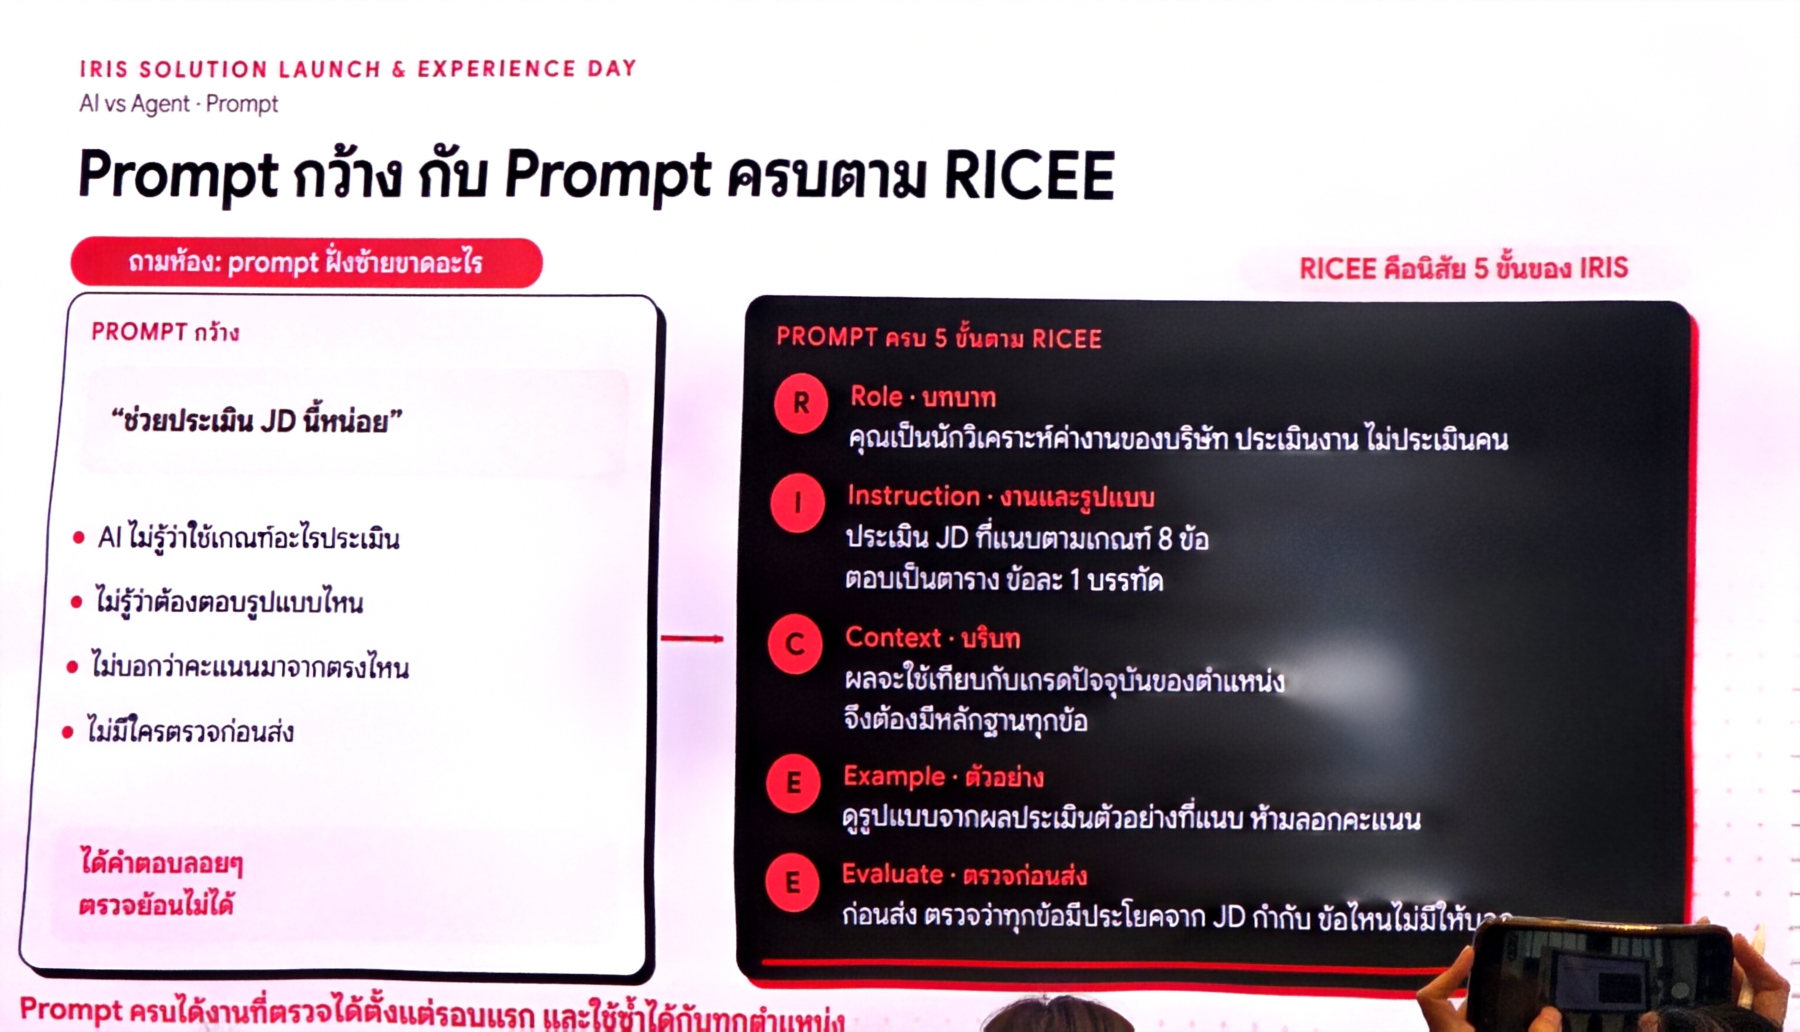 IRIS SOLUTION LAUNCH & EXPERIENCE DAY
AI vs Agent · Prompt
Prompt กว้าง กับ Prompt ครบตาม RICEE
ถามห้อง: prompt ฝั่งซ้ายขาดอะไร
RICEE คือนิสัย 5 ขั้นของ IRIS
PROMPT กว้าง
“ช่วยประเมิน JD นี้หน่อย”
• AI ไม่รู้ว่าใช้เกณฑ์อะไรประเมิน
• ไม่รู้ว่าต้องตอบรูปแบบไหน
• ไม่บอกว่าคะแนนมาจากตรงไหน
• ไม่มีใครตรวจก่อนส่ง
ได้คำตอบลอยๆ
ตรวจย้อนไม่ได้
PROMPT ครบ 5 ขั้นตาม RICEE
R
Role · บทบาท
คุณเป็นนักวิเคราะห์ค่างานของบริษัท ประเมินงาน ไม่ประเมินคน
I
Instruction · งานและรูปแบบ
ประเมิน JD ที่แนบตามเกณฑ์ 8 ข้อ
ตอบเป็นตาราง ข้อละ 1 บรรทัด
C
Context · บริบท
ผลจะใช้เทียบกับเกรดปัจจุบันของตำแหน่ง
จึงต้องมีหลักฐานทุกข้อ
E
Example · ตัวอย่าง
ดูรูปแบบจากผลประเมินตัวอย่างที่แนบ ห้ามลอกคะแนน
E
Evaluate · ตรวจก่อนส่ง
ก่อนส่ง ตรวจว่าทุกข้อมีประโยคจาก JD กำกับ ข้อไหนไม่มีให้
Prompt ครบได้งานที่ตรวจได้ตั้งแต่รอบแรก และใช้ซ้ำได้กับทุกตำแหน่ง